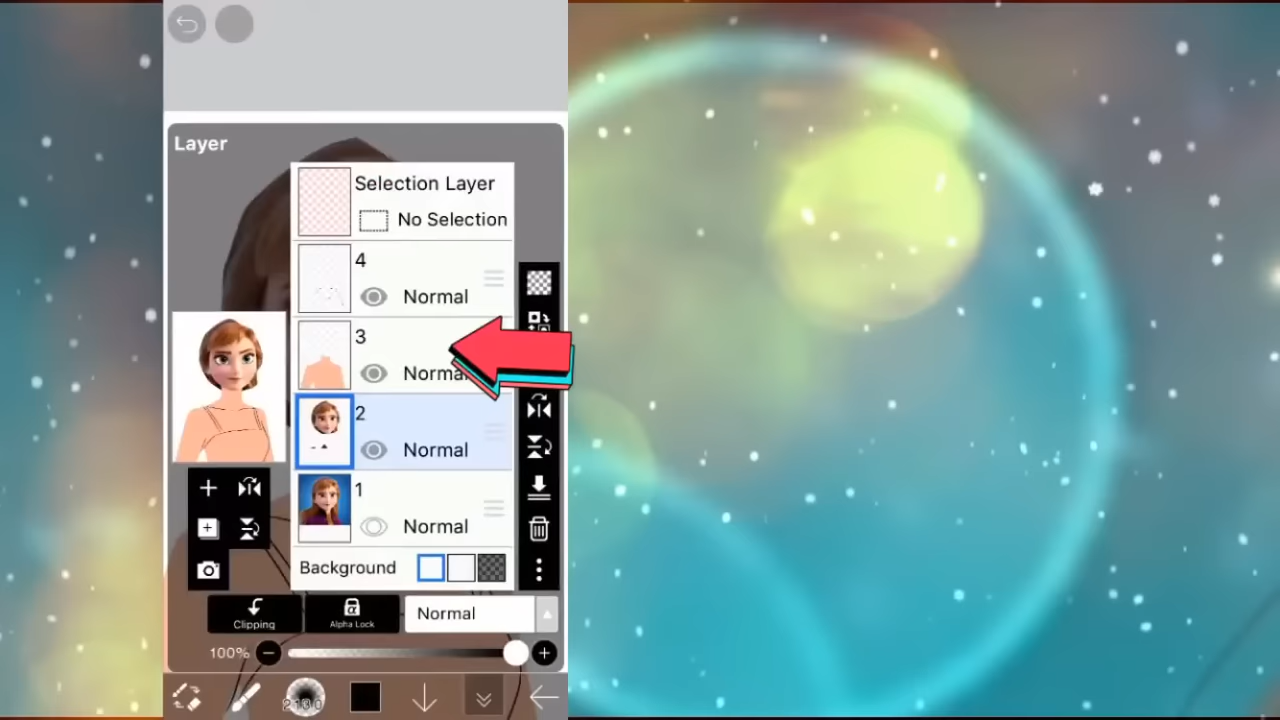 Layer
Selection Layer
No Selection
4
Normal
3
Normal
2
Normal
1
Normal
Background
Clipping
α
Alpha Lock
Normal
100%